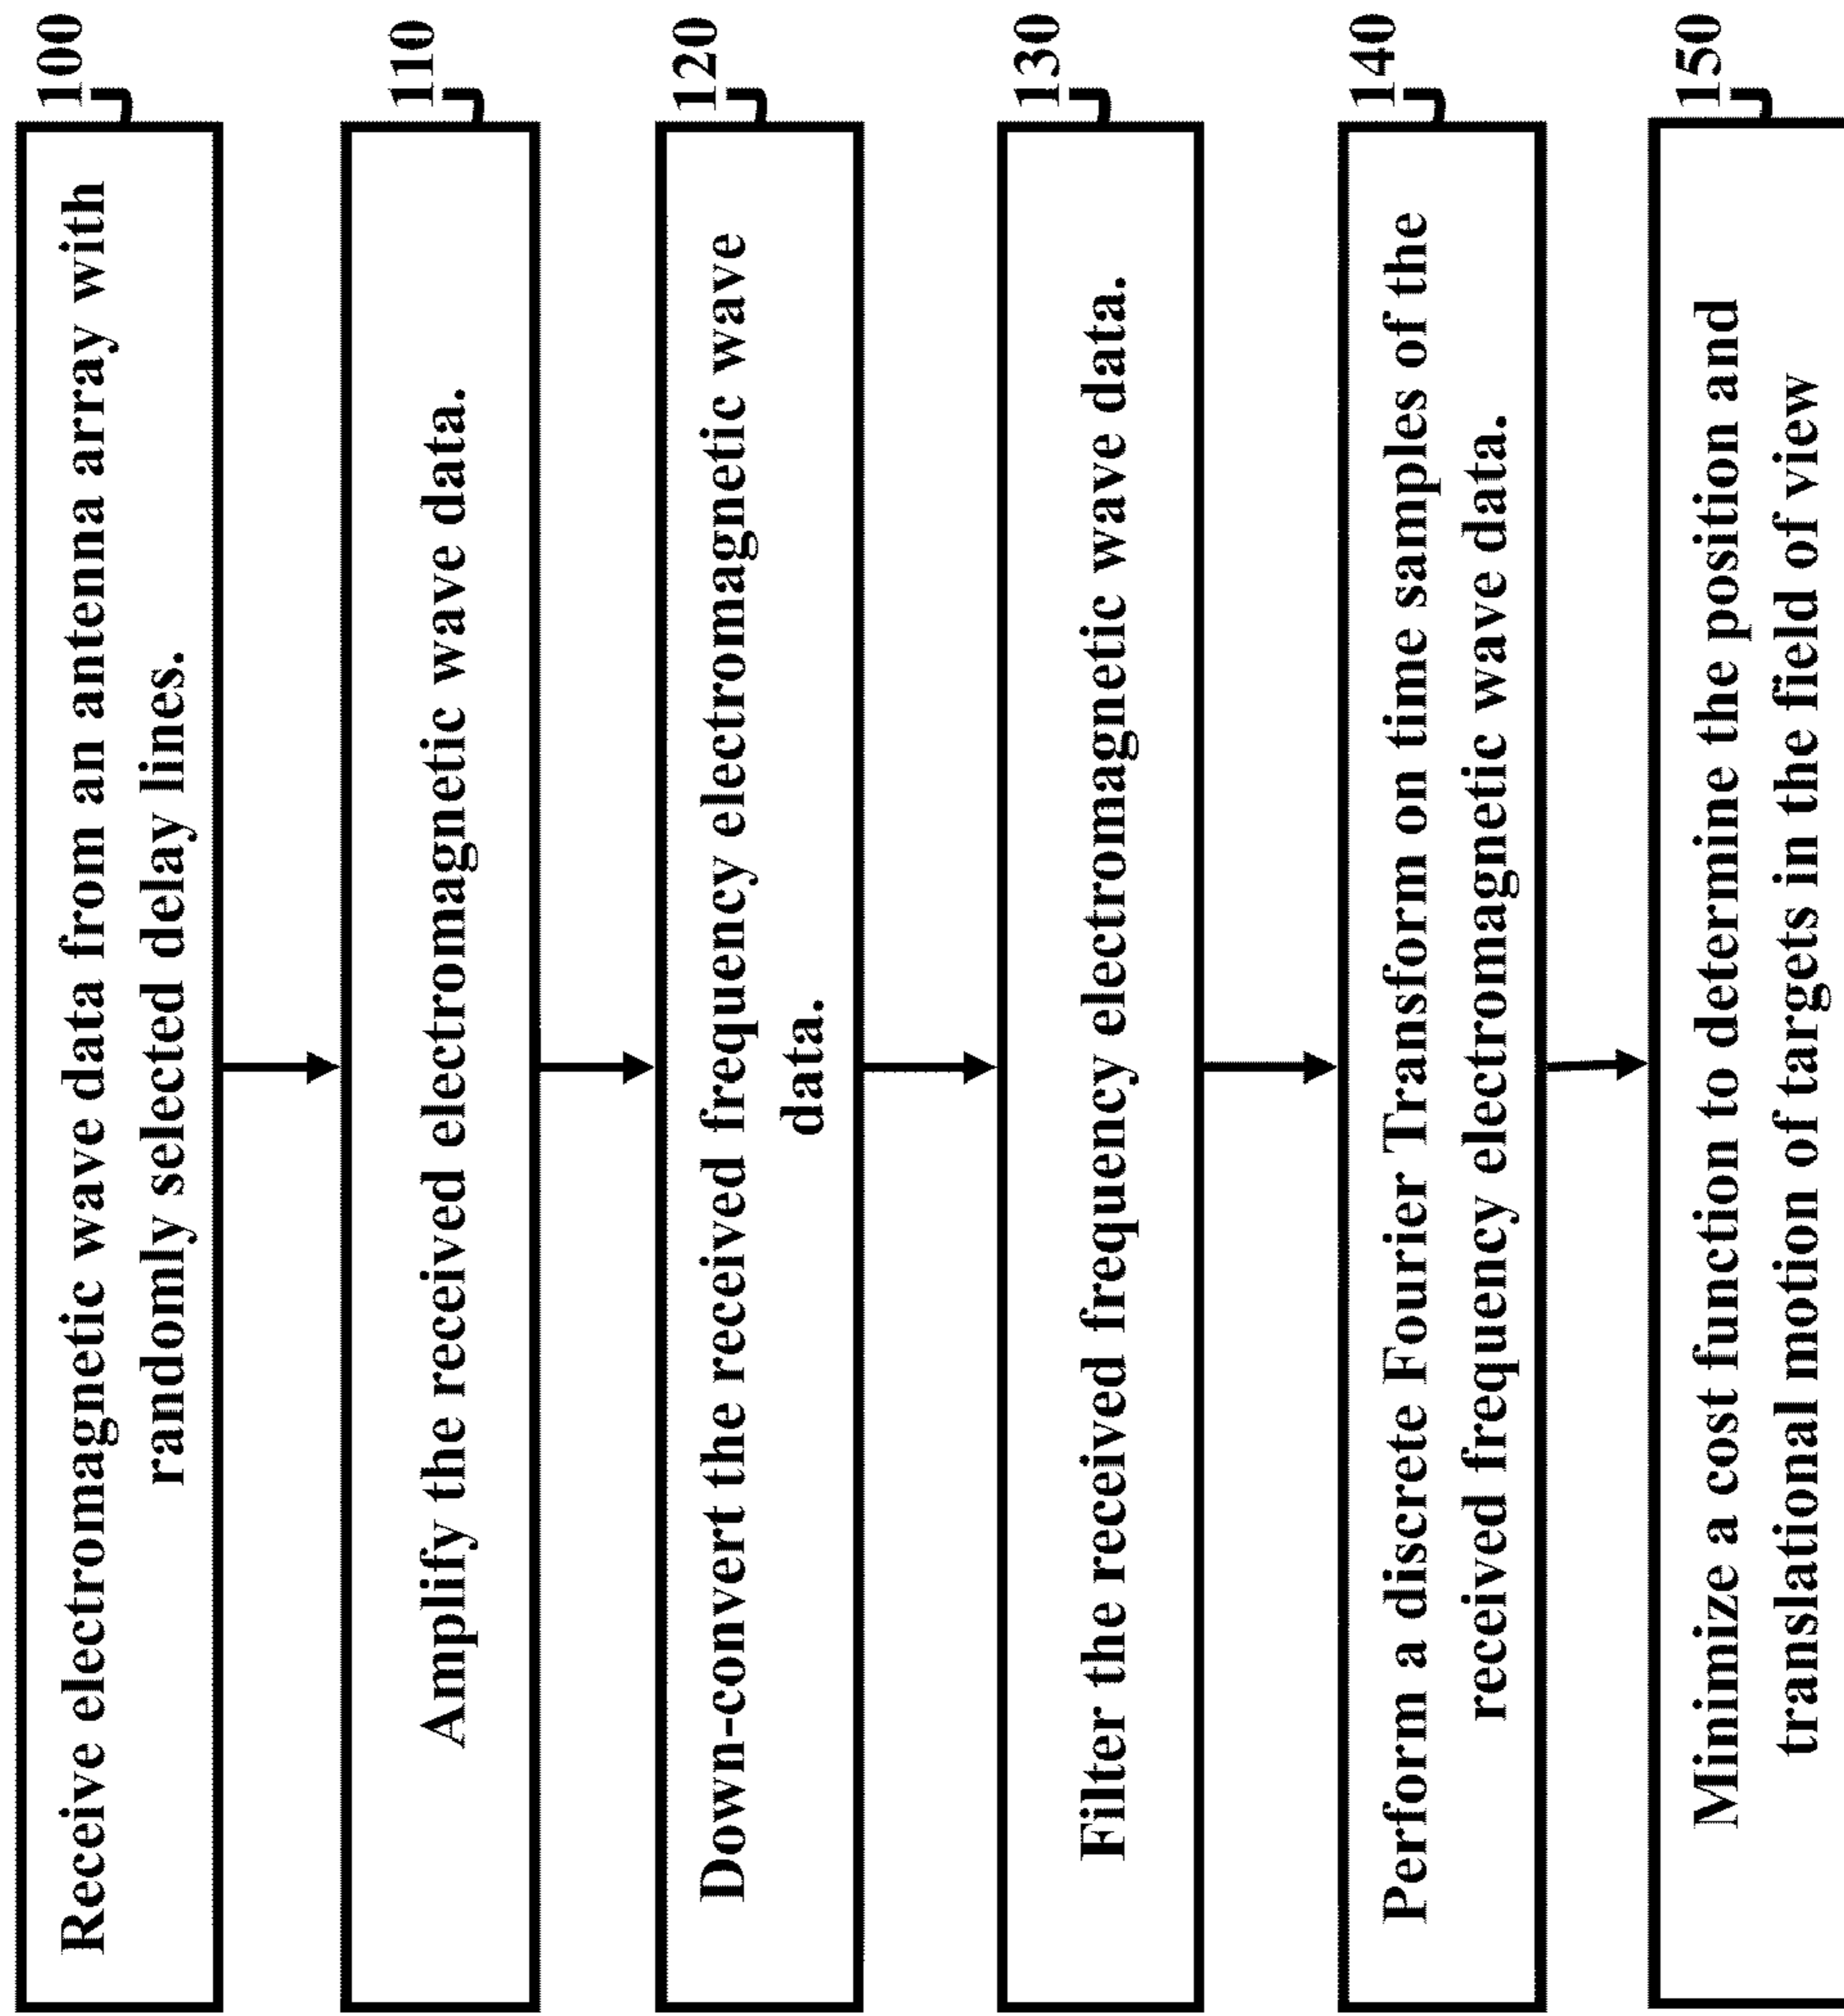 Receive electromagnetic wave data from an antenna array with
randomly selected delay lines.
100
Amplify the received electromagnetic wave data.
110
Down-convert the received frequency electromagnetic wave
data.
120
Filter the received frequency electromagnetic wave data.
130
Perform a discrete Fourier Transform on time samples of the
received frequency electromagnetic wave data.
140
Minimize a cost function to determine the position and
translational motion of targets in the field of view
150